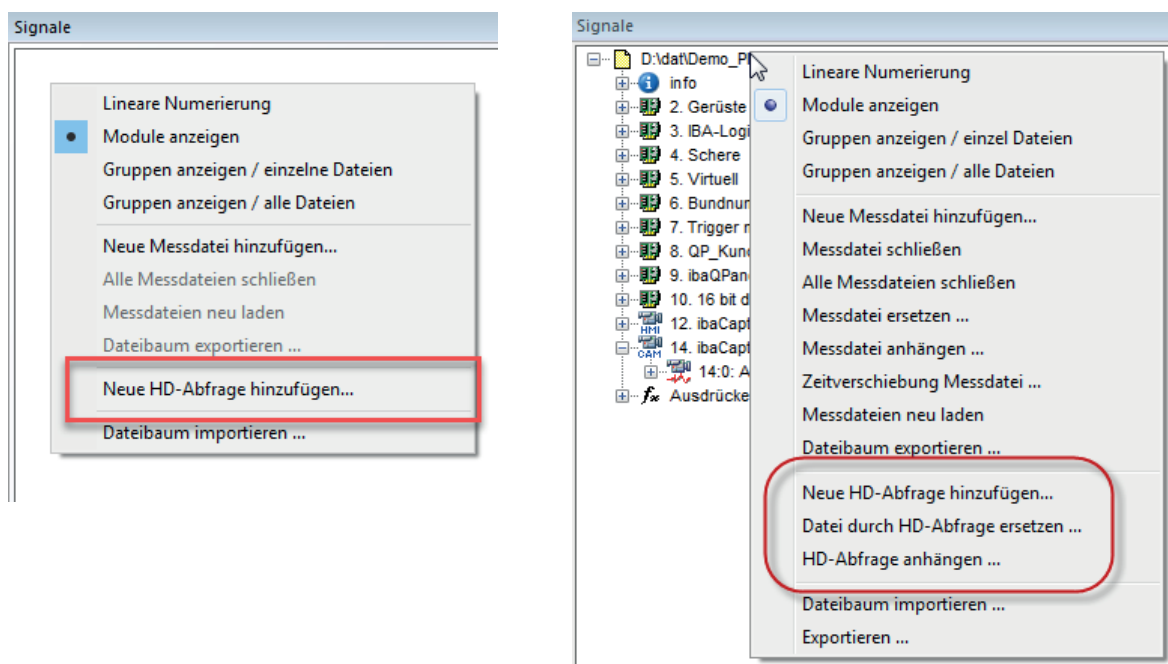 Signale
Lineare Numerierung
Module anzeigen
Gruppen anzeigen / einzelne Dateien
Gruppen anzeigen / alle Dateien
Neue Messdatei hinzufügen...
Alle Messdateien schließen
Messdateien neu laden
Dateibaum exportieren ...
Neue HD-Abfrage hinzufügen...
Dateibaum importieren ...
Signale
D:\dat\Demo_P
info
2. Gerüste
3. IBA-Logi
4. Schere
5. Virtuell
6. Bundnu
7. Trigger
8. QP_Kun
9. ibaQPan
10. 16 bit d
HMI 12. ibaCapt
CAM 14. ibaCapt
14:0: A
fx Ausdrücke
Lineare Numerierung
Module anzeigen
Gruppen anzeigen / einzel Dateien
Gruppen anzeigen / alle Dateien
Neue Messdatei hinzufügen...
Messdatei schließen
Alle Messdateien schließen
Messdatei ersetzen ...
Messdatei anhängen ...
Zeitverschiebung Messdatei ...
Messdateien neu laden
Dateibaum exportieren ...
Neue HD-Abfrage hinzufügen...
Datei durch HD-Abfrage ersetzen ...
HD-Abfrage anhängen ...
Dateibaum importieren ...
Exportieren ...